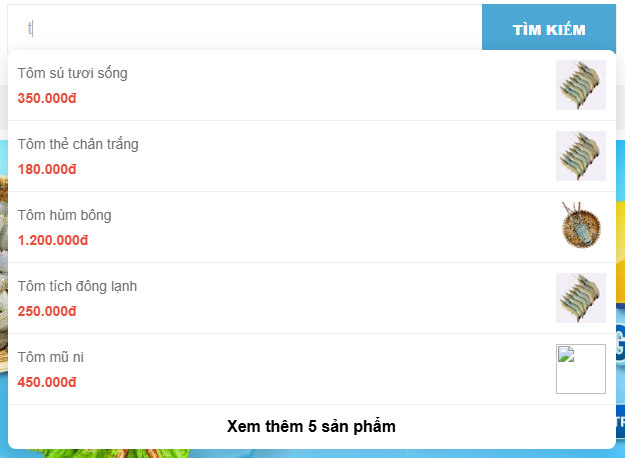 t
TÌM KIẾM
Tôm sú tươi sống
350.000đ
Tôm thẻ chân trắng
180.000đ
Tôm hùm bông
1.200.000đ
Tôm tích đông lạnh
250.000đ
Tôm mũ ni
450.000đ
Xem thêm 5 sản phẩm
G
TR